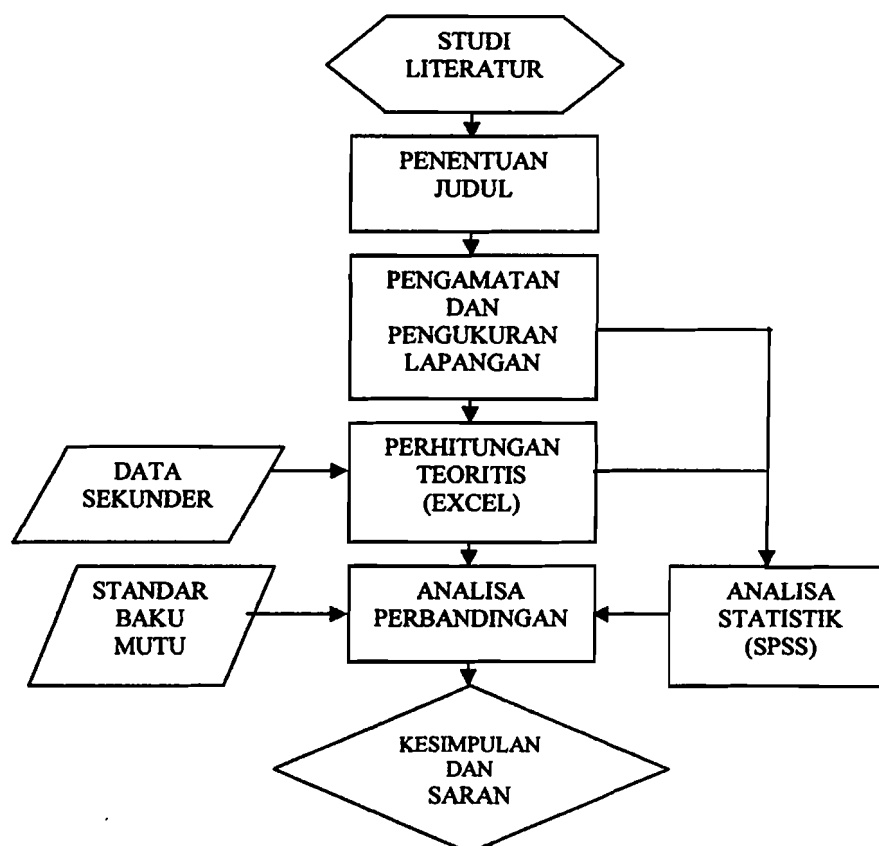 STUDI
LITERATUR
PENENTUAN
JUDUL
PENGAMATAN
DAN
PENGUKURAN
LAPANGAN
DATA
SEKUNDER
PERHITUNGAN
TEORITIS
(EXCEL)
STANDAR
BAKU
MUTU
ANALISA
PERBANDINGAN
ANALISA
STATISTIK
(SPSS)
KESIMPULAN
DAN
SARAN